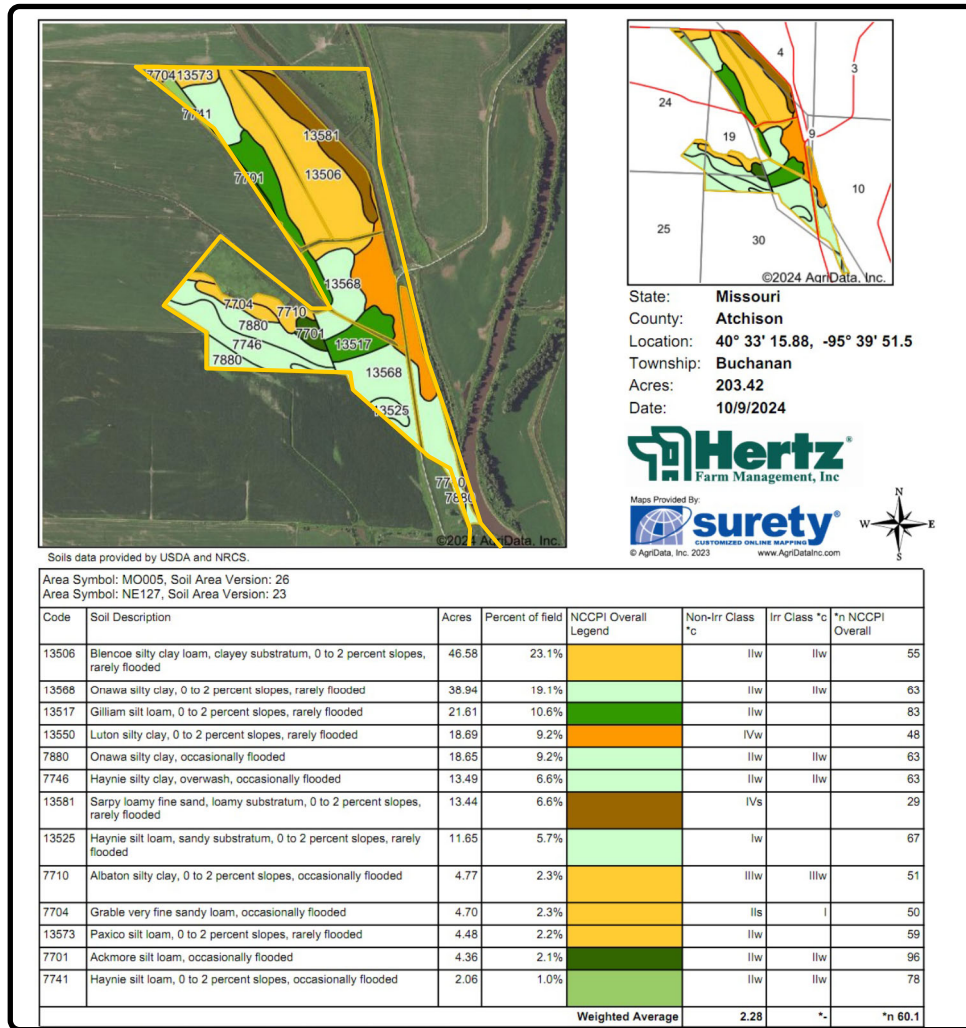 770413573
7741
13581
7701
13506
13568
7704
7710
7880
7701
7746
13517
7880
13568
13525
7710
7880
©2024 AgriData, Inc.
Soils data provided by USDA and NRCS.
4
3
24
9
19
10
25
30
©2024 AgriData, Inc.
State: Missouri
County: Atchison
Location: 40° 33' 15.88, -95° 39' 51.5
Township: Buchanan
Acres: 203.42
Date: 10/9/2024
Hertz®
Farm Management, Inc
Maps Provided By:
surety®
CUSTOMIZED ONLINE MAPPING
© AgriData, Inc. 2023 www.AgriDataInc.com
N
W E
S
Area Symbol: MO005, Soil Area Version: 26
Area Symbol: NE127, Soil Area Version: 23
Code Soil Description Acres Percent of field NCCPI Overall Legend Non-Irr Class *c Irr Class *c *n NCCPI Overall
13506 Blencoe silty clay loam, clayey substratum, 0 to 2 percent slopes, rarely flooded 46.58 23.1% IIw IIw 55
13568 Onawa silty clay, 0 to 2 percent slopes, rarely flooded 38.94 19.1% IIw IIw 63
13517 Gilliam silt loam, 0 to 2 percent slopes, rarely flooded 21.61 10.6% IIw 83
13550 Luton silty clay, 0 to 2 percent slopes, rarely flooded 18.69 9.2% IVw 48
7880 Onawa silty clay, occasionally flooded 18.65 9.2% IIw IIw 63
7746 Haynie silty clay, overwash, occasionally flooded 13.49 6.6% IIw IIw 63
13581 Sarpy loamy fine sand, loamy substratum, 0 to 2 percent slopes, rarely flooded 13.44 6.6% IVs 29
13525 Haynie silt loam, sandy substratum, 0 to 2 percent slopes, rarely flooded 11.65 5.7% Iw 67
7710 Albaton silty clay, 0 to 2 percent slopes, occasionally flooded 4.77 2.3% IIIw IIIw 51
7704 Grable very fine sandy loam, occasionally flooded 4.70 2.3% IIs I 50
13573 Paxico silt loam, 0 to 2 percent slopes, rarely flooded 4.48 2.2% IIw 59
7701 Ackmore silt loam, occasionally flooded 4.36 2.1% IIw IIw 96
7741 Haynie silt loam, 0 to 2 percent slopes, occasionally flooded 2.06 1.0% IIw IIw 78
Weighted Average 2.28 *- *n 60.1